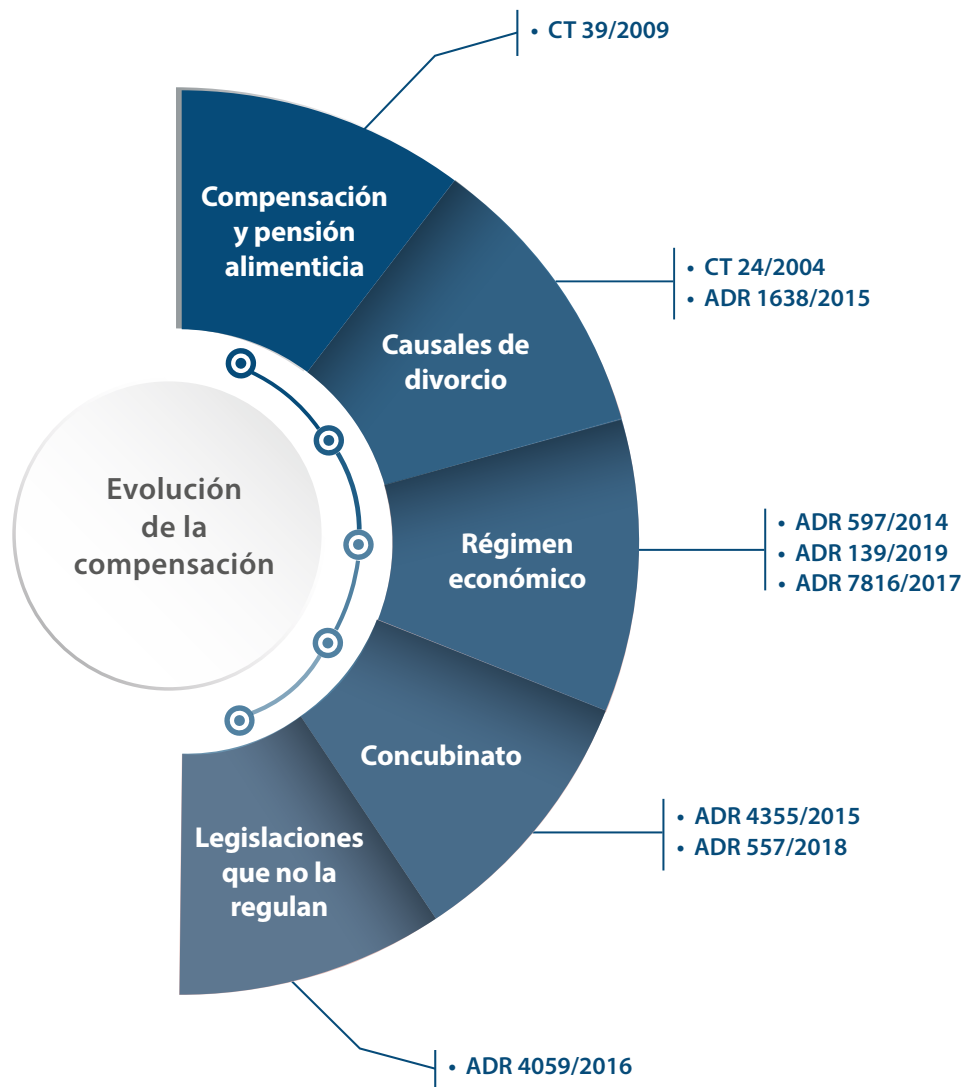 • CT 39/2009
Compensación
y pensión
alimenticia
• CT 24/2004
• ADR 1638/2015
Causales de
divorcio
Evolución
de la
compensación
Régimen
económico
• ADR 597/2014
• ADR 139/2019
• ADR 7816/2017
Concubinato
• ADR 4355/2015
• ADR 557/2018
Legislaciones
que no la
regulan
• ADR 4059/2016